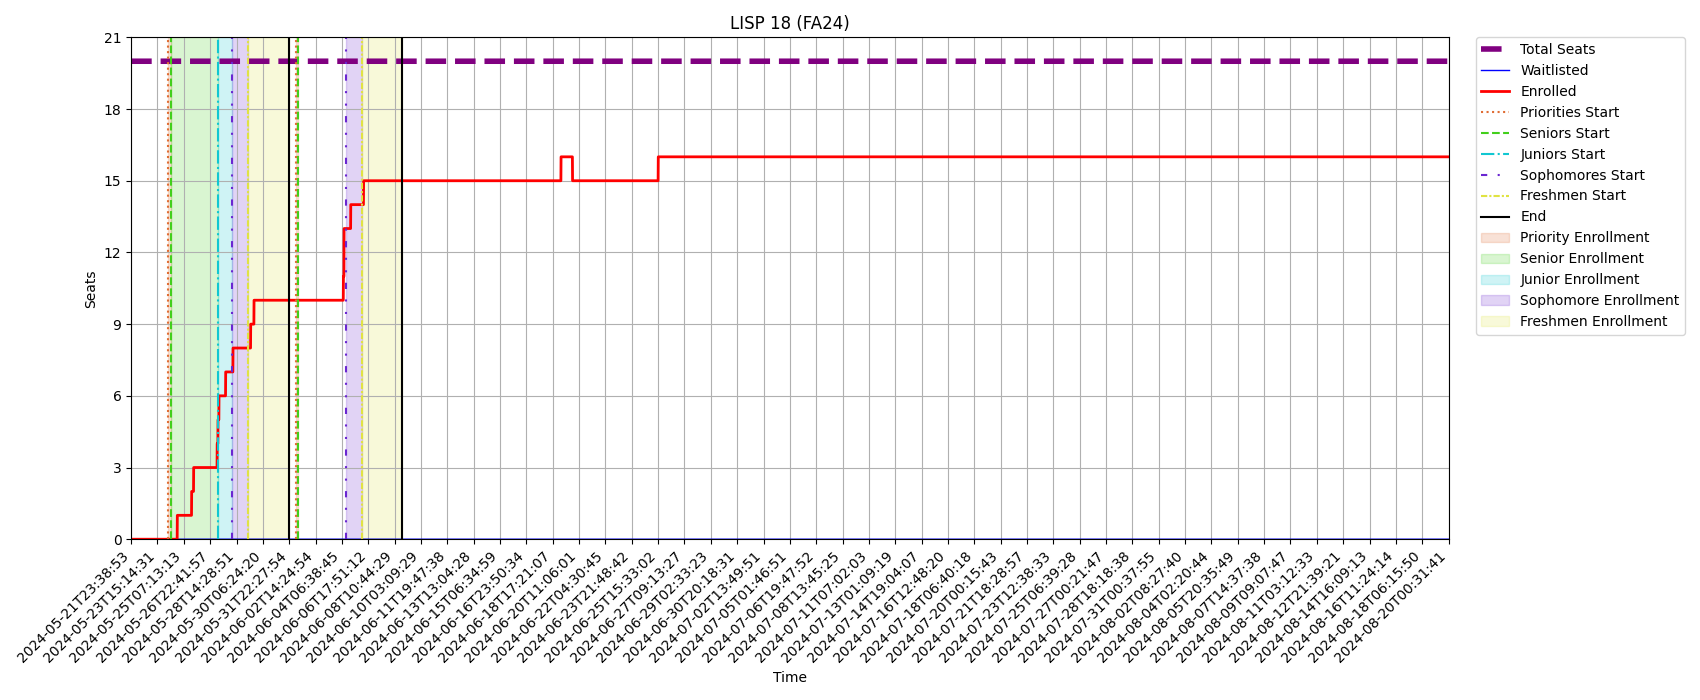 LISP 18 (FA24)
21
18
15
12
9
6
3
0
Seats
2024-05-21T23:38:53
2024-05-23T15:14:31
2024-05-25T07:13:13
2024-05-26T22:41:57
2024-05-28T14:28:51
2024-05-30T06:24:20
2024-05-31T22:27:54
2024-06-02T14:24:54
2024-06-04T06:38:45
2024-06-06T17:51:12
2024-06-08T10:44:29
2024-06-10T03:09:29
2024-06-11T19:47:38
2024-06-13T13:04:28
2024-06-15T06:34:59
2024-06-16T23:50:34
2024-06-18T17:21:07
2024-06-20T11:06:01
2024-06-22T04:30:45
2024-06-23T21:48:42
2024-06-25T15:33:02
2024-06-27T09:13:27
2024-06-29T02:33:23
2024-06-30T20:18:31
2024-07-02T13:49:51
2024-07-05T01:46:51
2024-07-06T19:47:52
2024-07-08T13:45:25
2024-07-11T07:02:03
2024-07-13T01:09:19
2024-07-14T19:04:07
2024-07-16T12:48:20
2024-07-18T06:40:18
2024-07-20T00:15:43
2024-07-21T18:28:57
2024-07-23T12:38:33
2024-07-25T06:39:28
2024-07-27T00:21:47
2024-07-28T18:18:38
2024-07-31T00:37:55
2024-08-02T08:27:40
2024-08-04T02:20:44
2024-08-05T20:35:49
2024-08-07T14:37:38
2024-08-09T09:07:47
2024-08-11T03:12:33
2024-08-12T21:39:21
2024-08-14T16:09:13
2024-08-16T11:24:14
2024-08-18T06:15:50
2024-08-20T00:31:41
Time
Total Seats
Waitlisted
Enrolled
Priorities Start
Seniors Start
Juniors Start
Sophomores Start
Freshmen Start
End
Priority Enrollment
Senior Enrollment
Junior Enrollment
Sophomore Enrollment
Freshmen Enrollment